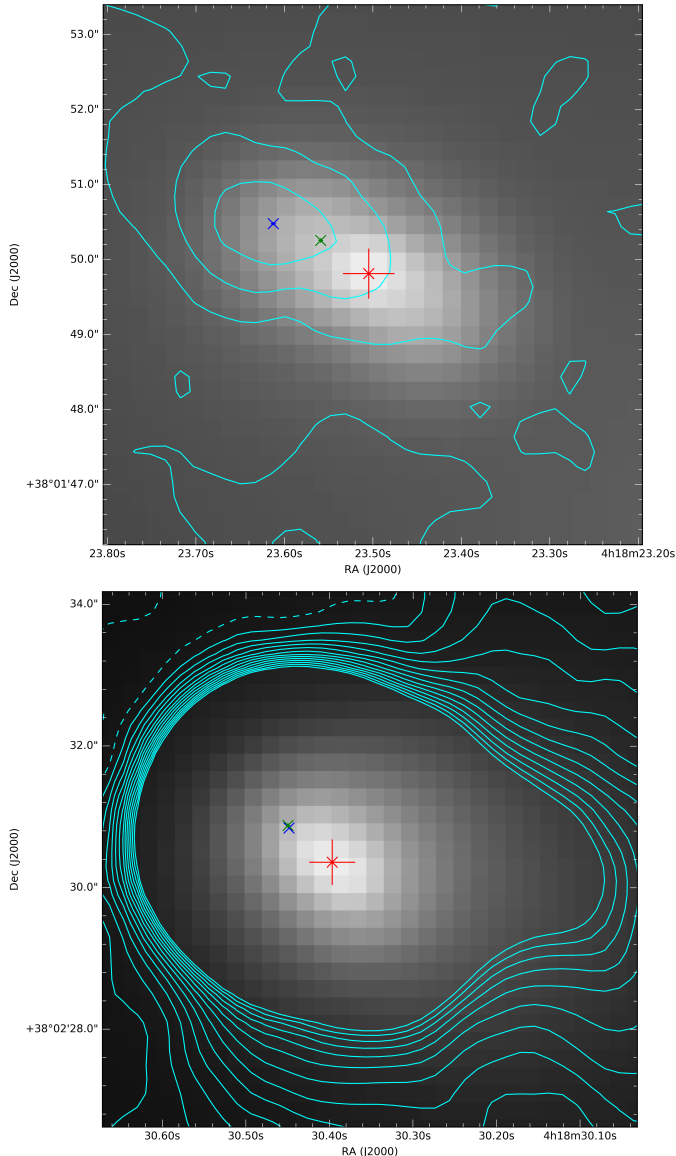 53.0"
52.0"
51.0"
50.0"
49.0"
48.0"
+38°01'47.0"
Dec (J2000)
23.80s 23.70s 23.60s 23.50s 23.40s 23.30s 4h18m23.20s
RA (J2000)
34.0"
32.0"
30.0"
+38°02'28.0"
Dec (J2000)
30.60s 30.50s 30.40s 30.30s 30.20s 4h18m30.10s
RA (J2000)